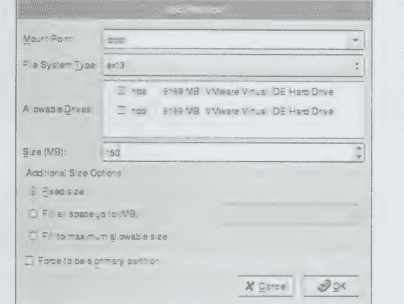 Mount Point:
File System Type: ext3
8189 MB VMware Virtual IDE Hard Drive
Allowable Drives: 8189 MB VMware Virtual IDE Hard Drive
Size (MB): 150
Additional Size Options
Fixed size
Fill all space up to (MB):
Fill to maximum allowable size
Force to be a primary partition
Cancel OK